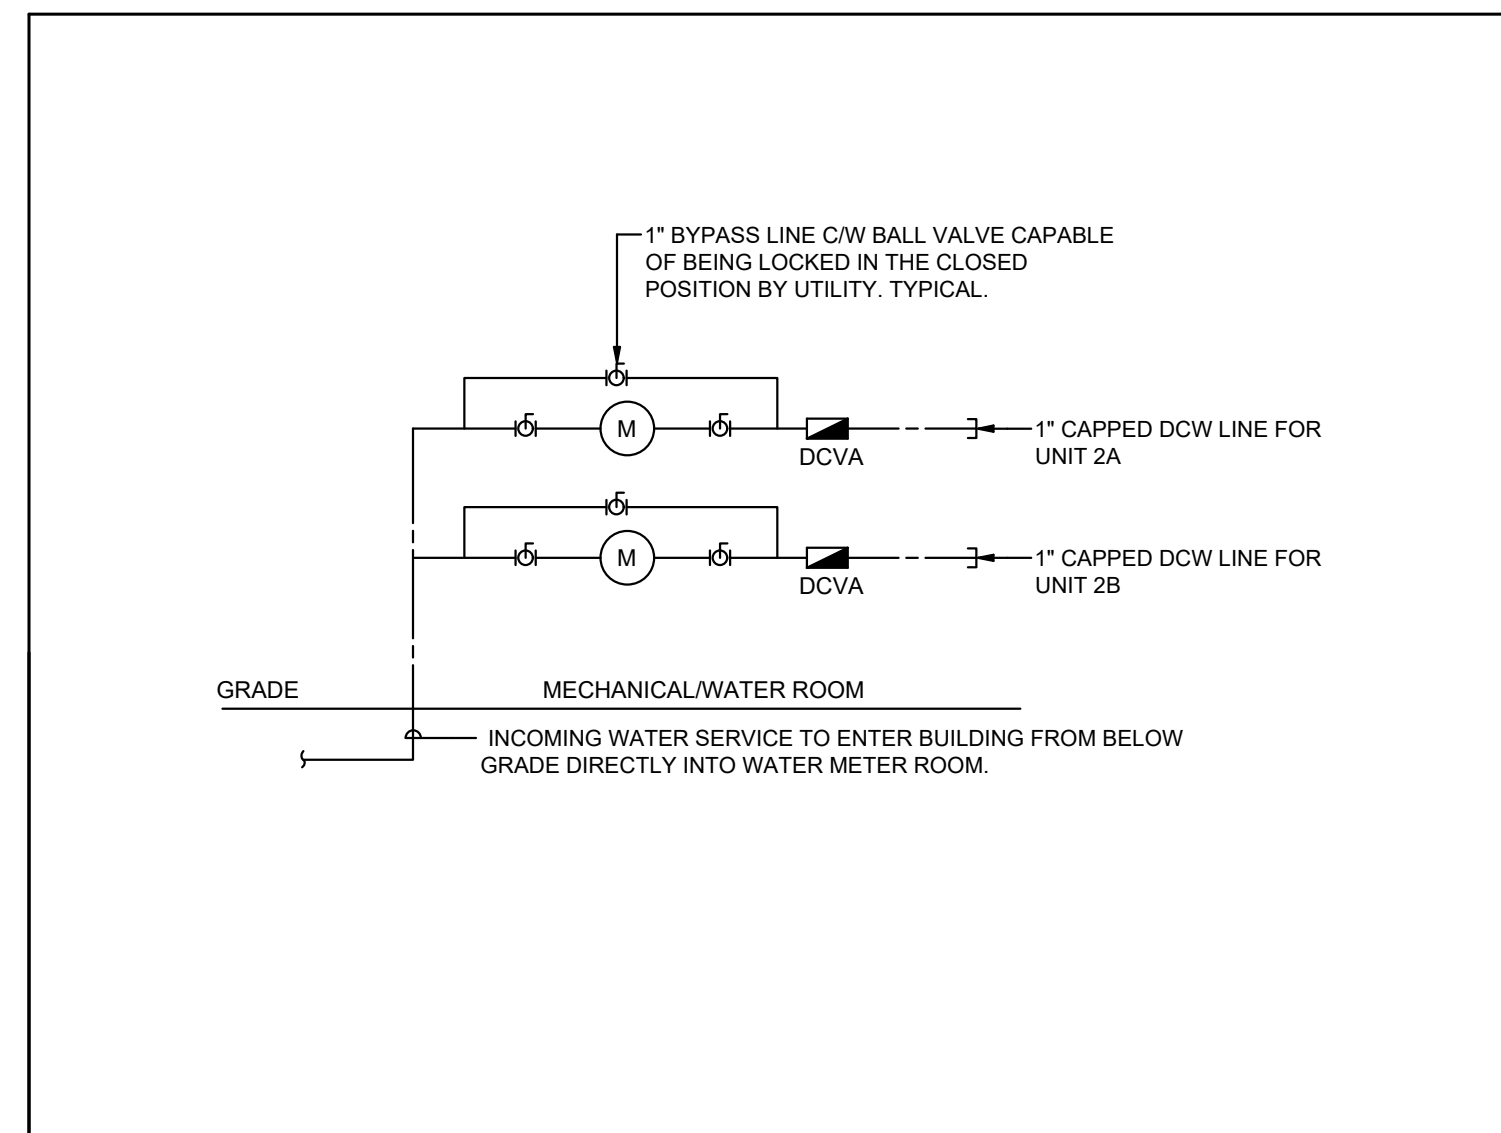 1" BYPASS LINE C/W BALL VALVE CAPABLE
OF BEING LOCKED IN THE CLOSED
POSITION BY UTILITY. TYPICAL.
M
DCVA
1" CAPPED DCW LINE FOR
UNIT 2A
M
DCVA
1" CAPPED DCW LINE FOR
UNIT 2B
GRADE
MECHANICAL/WATER ROOM
INCOMING WATER SERVICE TO ENTER BUILDING FROM BELOW
GRADE DIRECTLY INTO WATER METER ROOM.